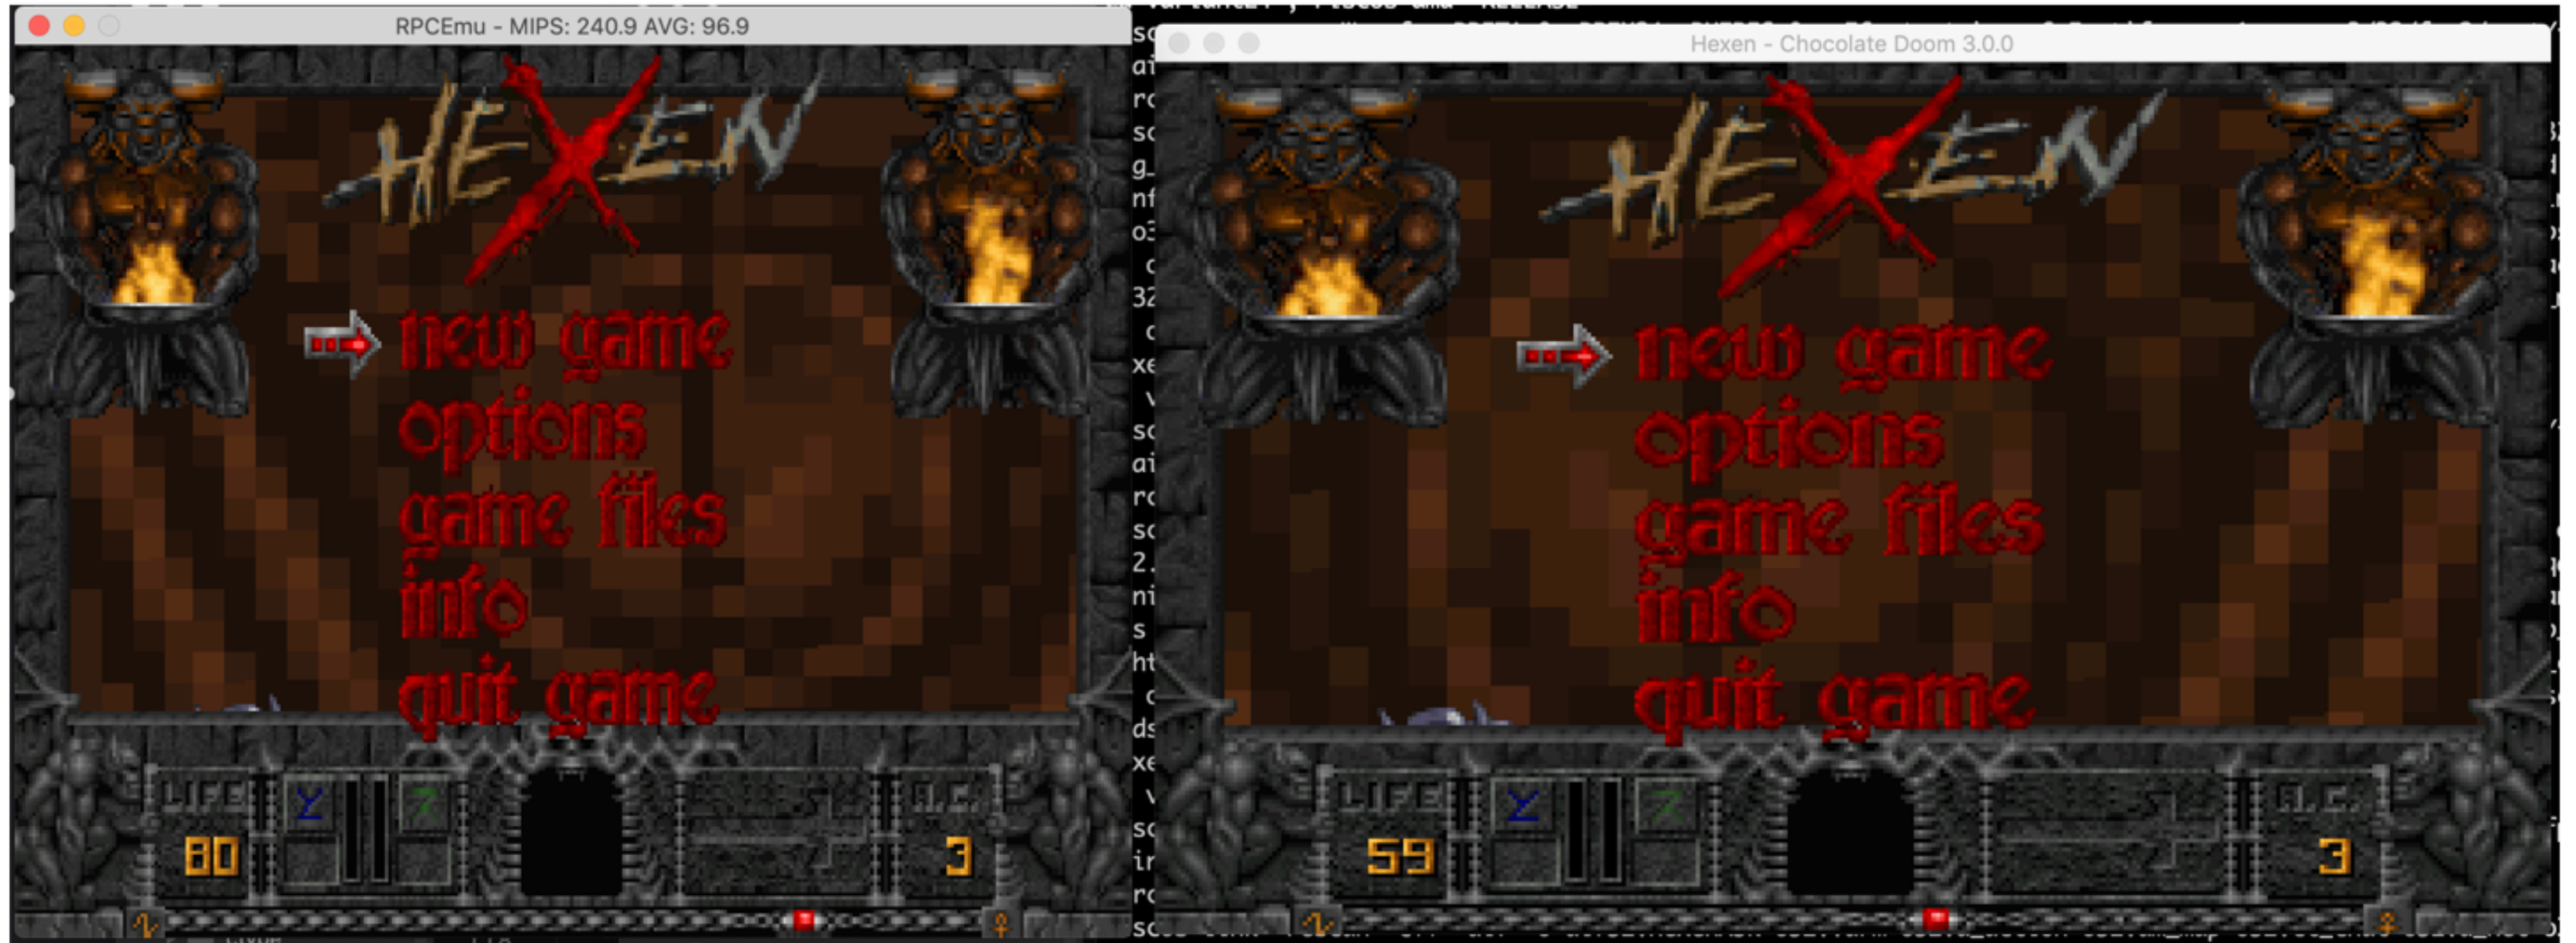 RPCEmu - MIPS: 240.9 AVG: 96.9
HEXEN
new game
options
game files
info
quit game
LIFE
80
A.C.
3
Hexen - Chocolate Doom 3.0.0
HEXEN
new game
options
game files
info
quit game
LIFE
59
A.C.
3